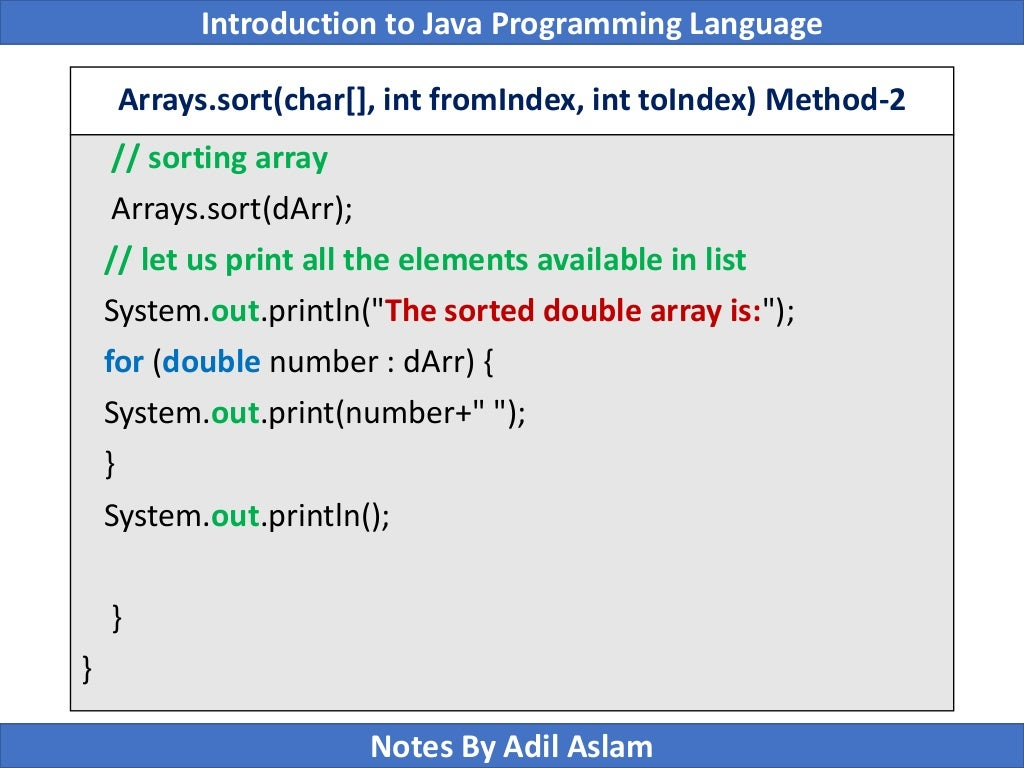 Introduction to Java Programming Language
Arrays.sort(char[], int fromIndex, int toIndex) Method-2
// sorting array
Arrays.sort(dArr);
// let us print all the elements available in list
System.out.println("The sorted double array is:");
for (double number : dArr) {
System.out.print(number+" ");
}
System.out.println();
}
}
Notes By Adil Aslam